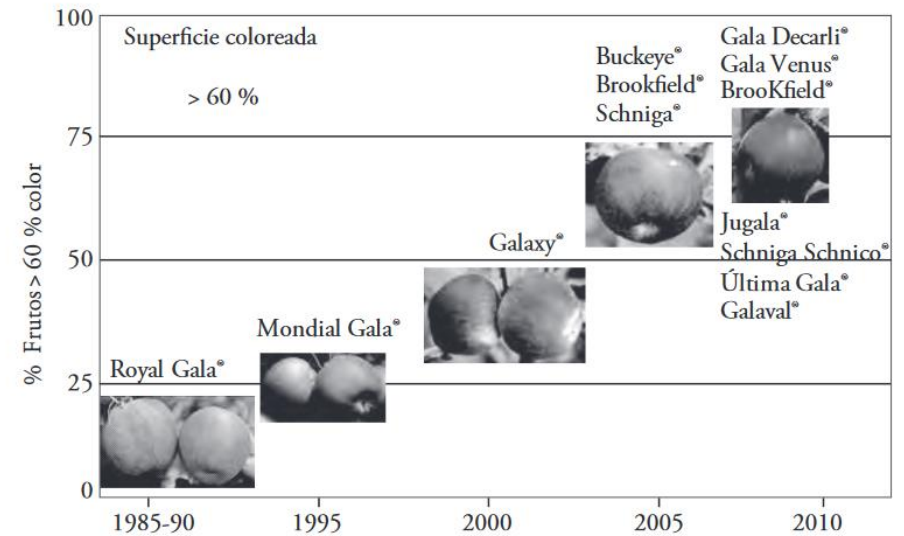 100
Superficie coloreada
> 60 %
Buckeye®
Brookfield®
Schniga®
Gala Decarli®
Gala Venus®
BrooKfield®
75
% Frutos > 60 % color
Jugala®
Schniga Schnico®
Última Gala®
Galaval®
Galaxy®
50
Mondial Gala®
Royal Gala®
25
0
1985-90
1995
2000
2005
2010